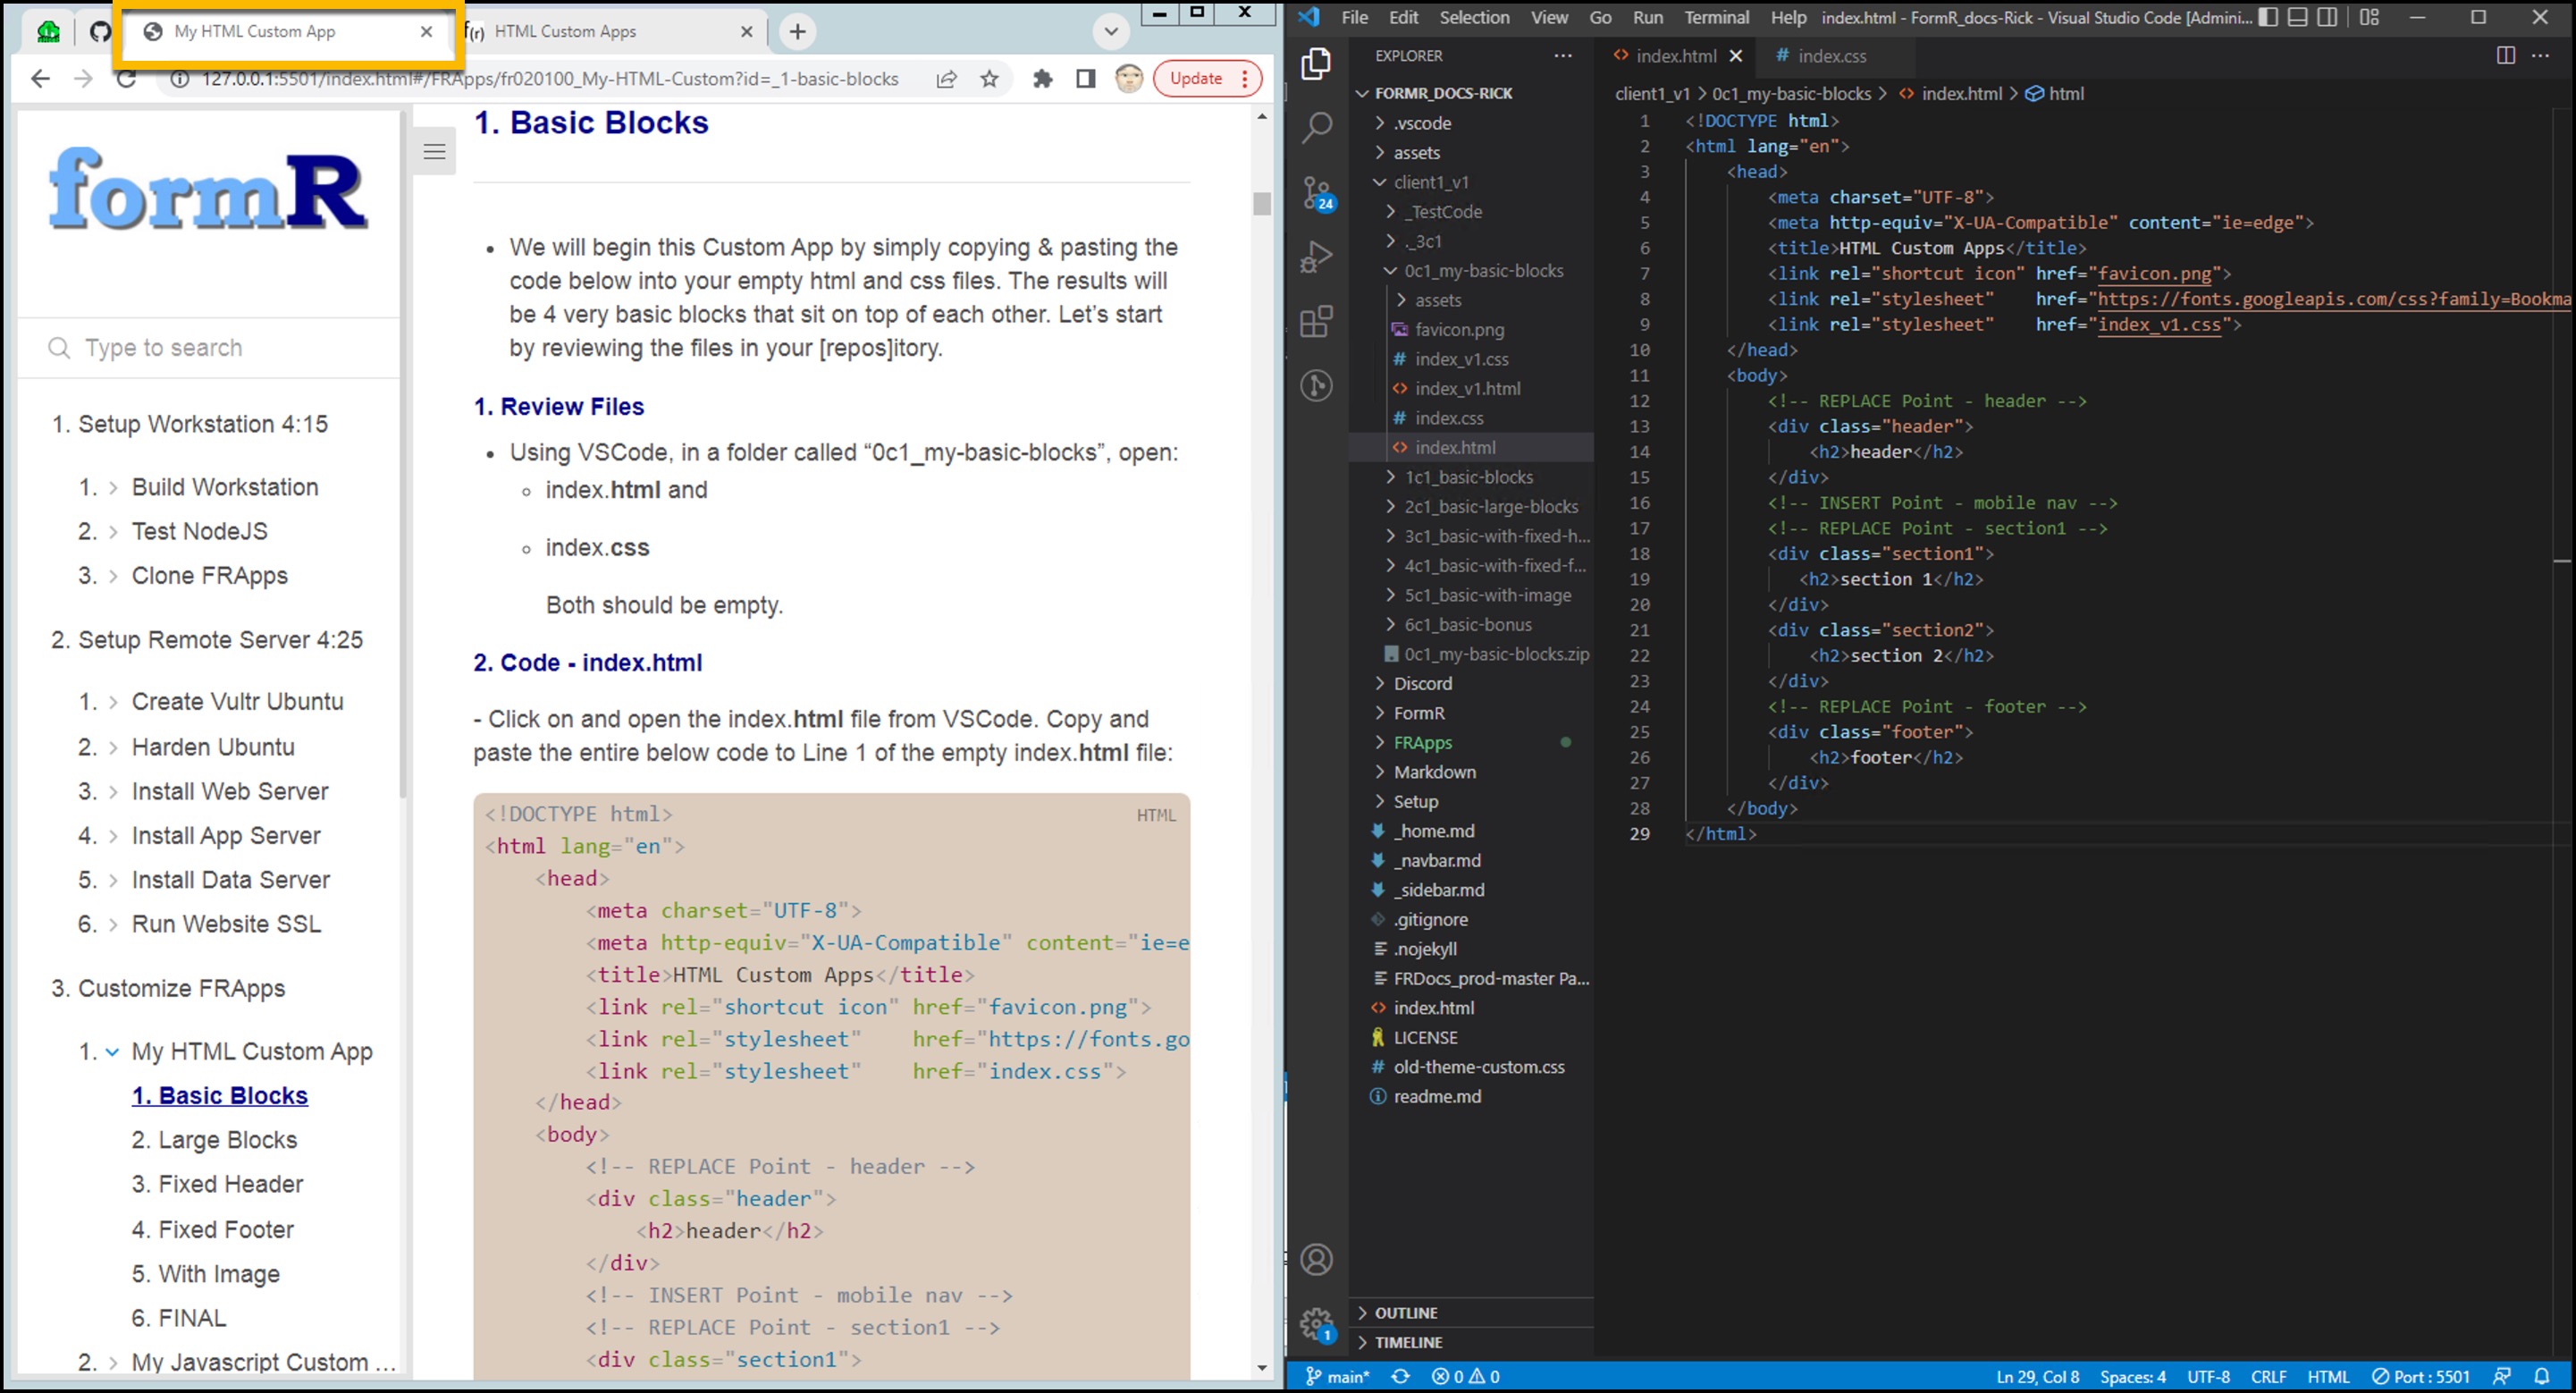 My HTML Custom App
(r) HTML Custom Apps
127.0.0.1:5501/index.html#/FRApps/fr020100_My-HTML-Custom?id=_1-basic-blocks
Update
formR
Type to search
1. Setup Workstation 4:15
1. Build Workstation
2. Test NodeJS
3. Clone FRApps
2. Setup Remote Server 4:25
1. Create Vultr Ubuntu
2. Harden Ubuntu
3. Install Web Server
4. Install App Server
5. Install Data Server
6. Run Website SSL
3. Customize FRApps
1. My HTML Custom App
1. Basic Blocks
2. Large Blocks
3. Fixed Header
4. Fixed Footer
5. With Image
6. FINAL
2. My Javascript Custom ...
1. Basic Blocks
• We will begin this Custom App by simply copying & pasting the
code below into your empty html and css files. The results will
be 4 very basic blocks that sit on top of each other. Let’s start
by reviewing the files in your [repos]itory.
1. Review Files
• Using VSCode, in a folder called “0c1_my-basic-blocks”, open:
◦ index.html and
◦ index.css
Both should be empty.
2. Code - index.html
- Click on and open the index.html file from VSCode. Copy and
paste the entire below code to Line 1 of the empty index.html file:
HTML
<!DOCTYPE html>
<html lang="en">
<head>
<meta charset="UTF-8">
<meta http-equiv="X-UA-Compatible" content="ie=e
<title>HTML Custom Apps</title>
<link rel="shortcut icon" href="favicon.png">
<link rel="stylesheet"    href="https://fonts.go
<link rel="stylesheet"    href="index.css">
</head>
<body>
<!-- REPLACE Point - header -->
<div class="header">
<h2>header</h2>
</div>
<!-- INSERT Point - mobile nav -->
<!-- REPLACE Point - section1 -->
<div class="section1">
File Edit Selection View Go Run Terminal Help index.html - FormR_docs-Rick - Visual Studio Code [Admini...
24
1
EXPLORER ...
FORMR_DOCS-RICK
.vscode
assets
client1_v1
_TestCode
._3c1
0c1_my-basic-blocks
assets
favicon.png
# index_v1.css
<> index_v1.html
# index.css
<> index.html
1c1_basic-blocks
2c1_basic-large-blocks
3c1_basic-with-fixed-h...
4c1_basic-with-fixed-f...
5c1_basic-with-image
6c1_basic-bonus
0c1_my-basic-blocks.zip
Discord
FormR
FRApps
Markdown
Setup
_home.md
_navbar.md
_sidebar.md
.gitignore
.nojekyll
FRDocs_prod-master Pa...
<> index.html
LICENSE
# old-theme-custom.css
readme.md
OUTLINE
TIMELINE
<> index.html
# index.css
client1_v1 > 0c1_my-basic-blocks > <> index.html > html
1 <!DOCTYPE html>
2 <html lang="en">
3 <head>
4 <meta charset="UTF-8">
5 <meta http-equiv="X-UA-Compatible" content="ie=edge">
6 <title>HTML Custom Apps</title>
7 <link rel="shortcut icon" href="favicon.png">
8 <link rel="stylesheet"    href="https://fonts.googleapis.com/css?family=Bookma
9 <link rel="stylesheet"    href="index_v1.css">
10 </head>
11 <body>
12 <!-- REPLACE Point - header -->
13 <div class="header">
14 <h2>header</h2>
15 </div>
16 <!-- INSERT Point - mobile nav -->
17 <!-- REPLACE Point - section1 -->
18 <div class="section1">
19 <h2>section 1</h2>
20 </div>
21 <div class="section2">
22 <h2>section 2</h2>
23 </div>
24 <!-- REPLACE Point - footer -->
25 <div class="footer">
26 <h2>footer</h2>
27 </div>
28 </body>
29 </html>
main* 0 0 Ln 29, Col 8 Spaces: 4 UTF-8 CRLF HTML Port : 5501